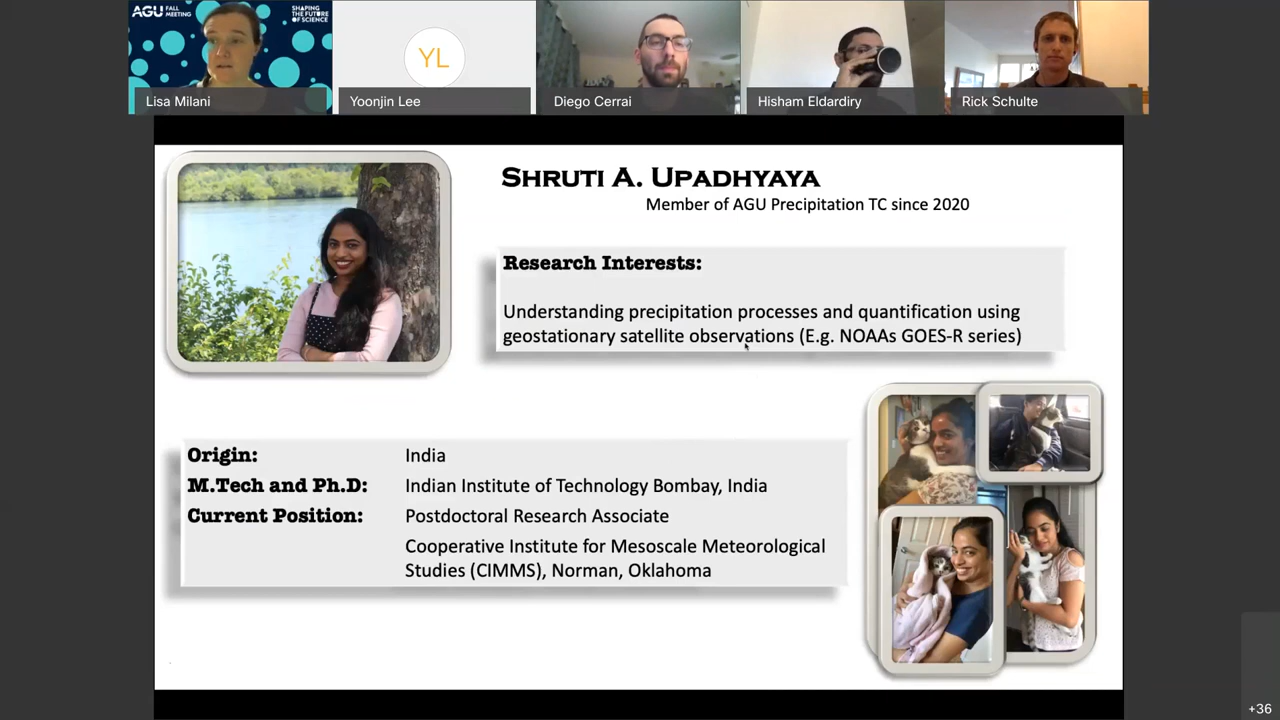 AGU FALL MEETING
SHAPING THE FUTURE OF SCIENCE
YL
Lisa Milani
Yoonjin Lee
Diego Cerrai
Hisham Eldardiry
Rick Schulte
SHRUTI A. UPADHYAYA
Member of AGU Precipitation TC since 2020
Research Interests:
Understanding precipitation processes and quantification using
geostationary satellite observations (E.g. NOAAs GOES-R series)
Origin: India
M.Tech and Ph.D: Indian Institute of Technology Bombay, India
Current Position: Postdoctoral Research Associate
Cooperative Institute for Mesoscale Meteorological
Studies (CIMMS), Norman, Oklahoma
+36